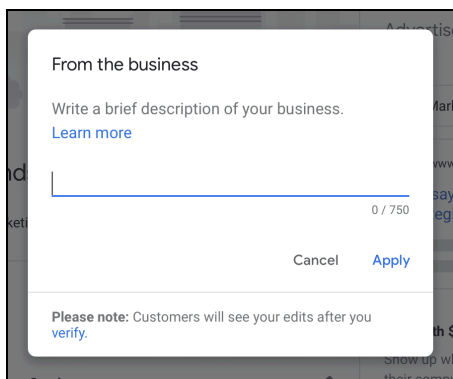 Advertise
From the business
Write a brief description of your business.
Learn more
0 / 750
Cancel
Apply
Please note: Customers will see your edits after you
verify.